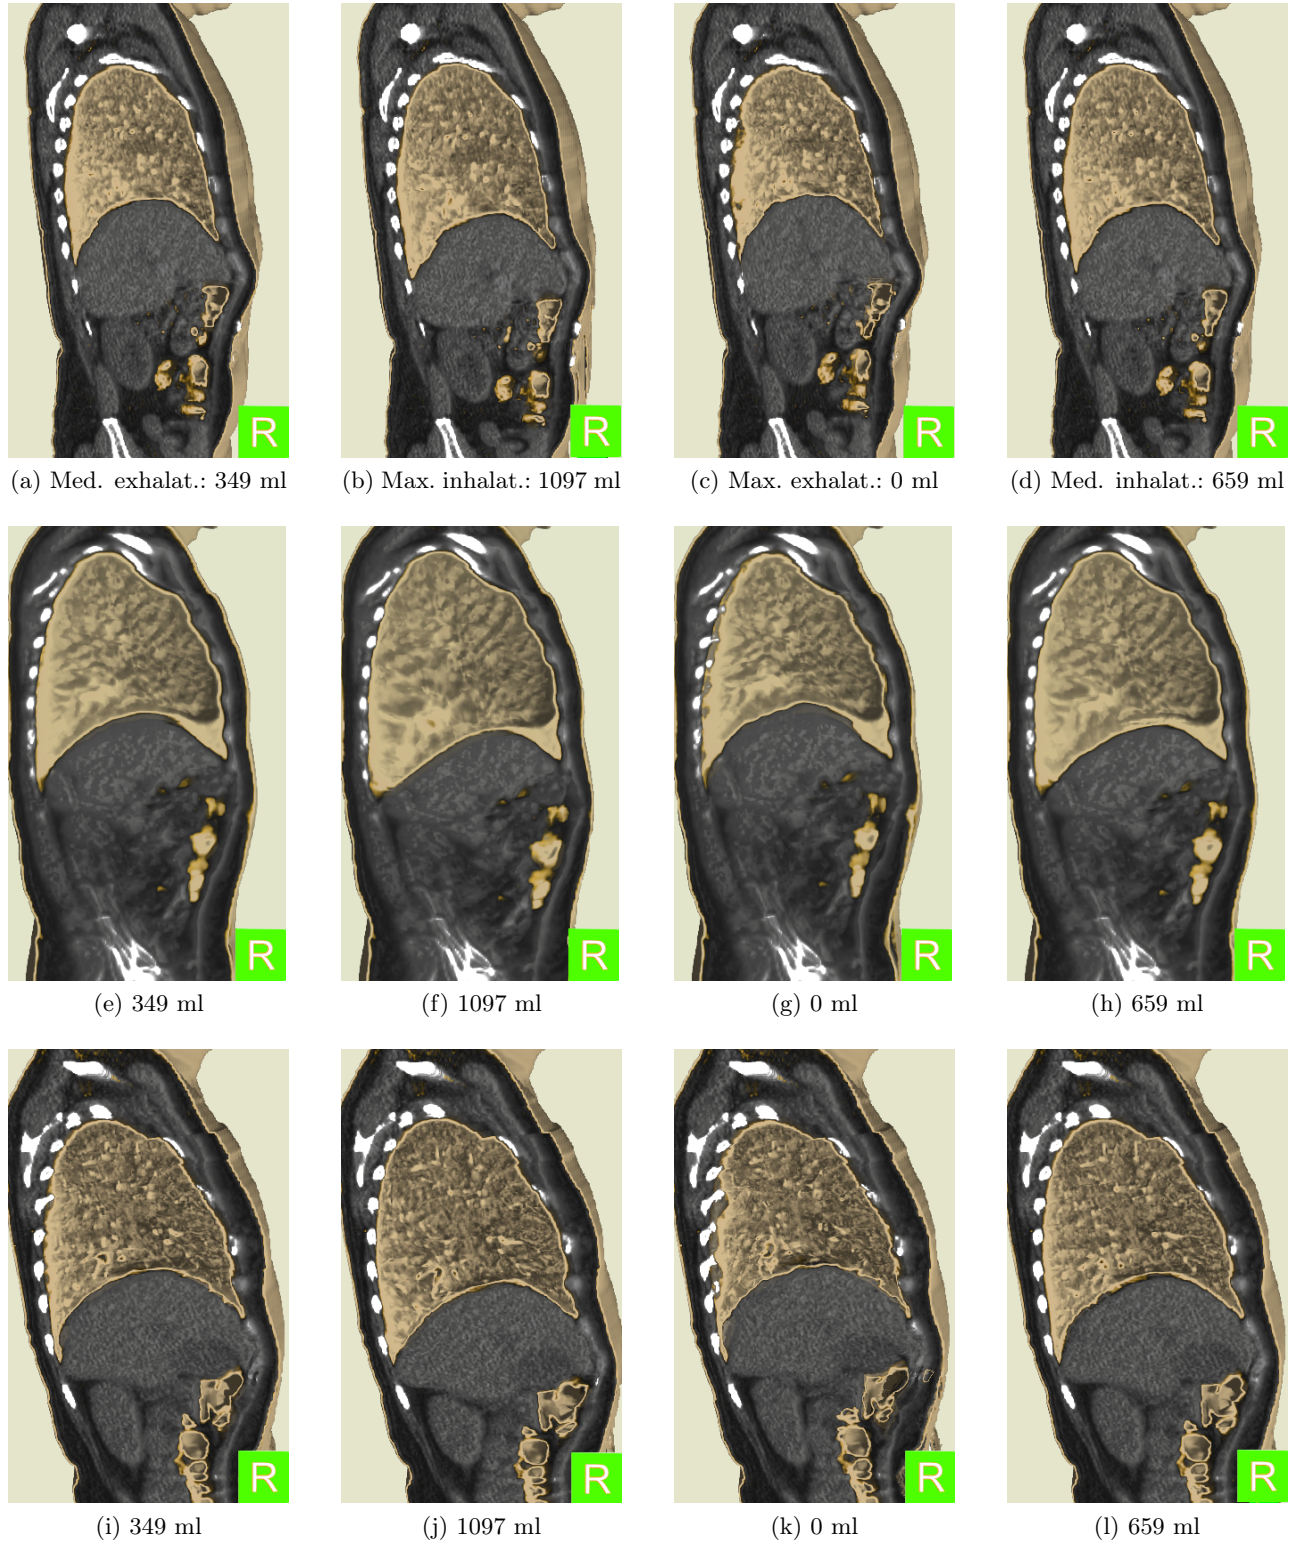 R
R
R
R
(a) Med. exhalat.: 349 ml
(b) Max. inhalat.: 1097 ml
(c) Max. exhalat.: 0 ml
(d) Med. inhalat.: 659 ml
R
R
R
R
(e) 349 ml
(f) 1097 ml
(g) 0 ml
(h) 659 ml
R
R
R
R
(i) 349 ml
(j) 1097 ml
(k) 0 ml
(l) 659 ml